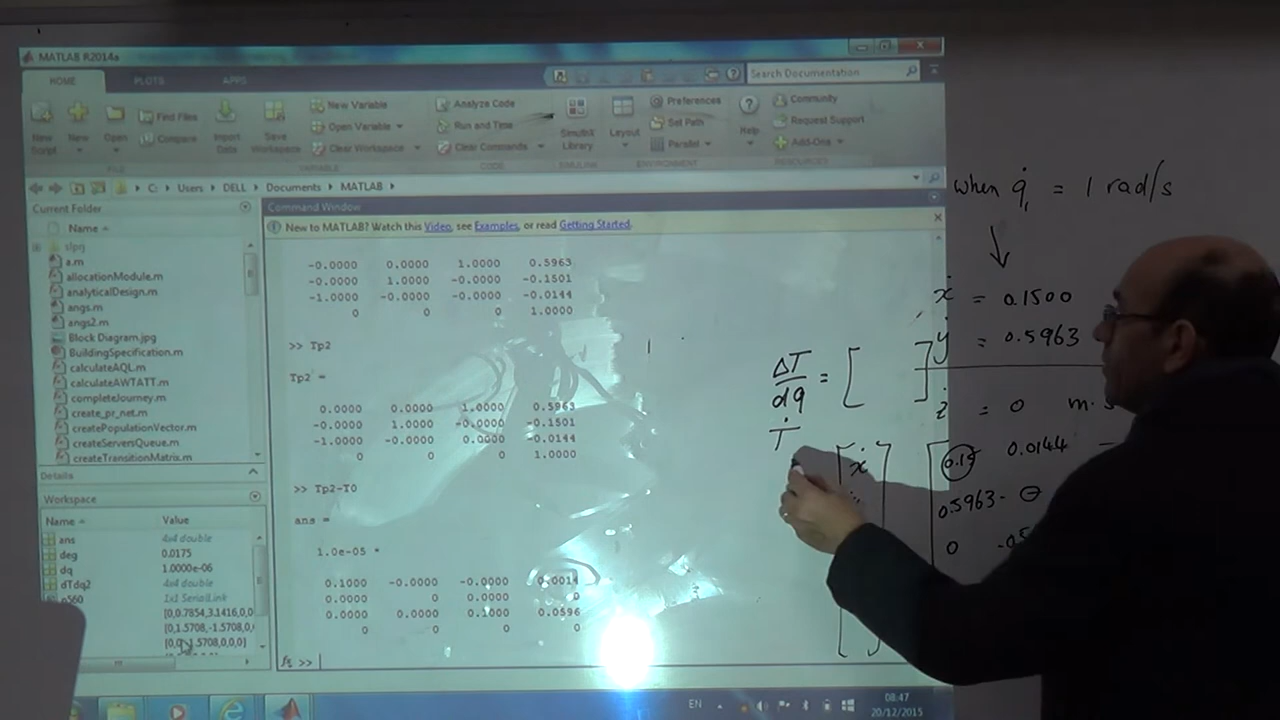 MATLAB R2014a
HOME PLOTS APPS
Search Documentation
New Script
New
Open
Find Files
Compare
Import Data
Save Workspace
New Variable
Open Variable
Clear Workspace
Analyze Code
Run and Time
Clear Commands
Simulink Library
Layout
Preferences
Set Path
Parallel
Help
Community
Request Support
Add-Ons
FILE VARIABLE CODE SIMULINK ENVIRONMENT RESOURCES
C: Users DELL Documents MATLAB
Current Folder
Name
slpg
a.m
allocationModule.m
analyticalDesign.m
angs.m
angs2.m
Block Diagram.jpg
BuildingSpecification.m
calculateAQL.m
calculateAWTATT.m
completeJourney.m
create_pr_net.m
createPopulationVector.m
createServersQueue.m
createTransitionMatrix.m
Details
Workspace
Name Value
ans 4x4 double
deg 0.0175
dq 1.0000e-06
dTdq2 4x4 double
p560 1x1 SerialLink
[0,0.7854,3.1416,0,0
[0,1.5708,-1.5708,0,
Command Window
New to MATLAB? Watch this Video, see Examples, or read Getting Started.
-0.0000 0.0000 1.0000 0.5963
-0.0000 1.0000 -0.0000 -0.1501
-1.0000 -0.0000 -0.0000 -0.0144
0 0 0 1.0000
>> Tp2
Tp2 =
0.0000 0.0000 1.0000 0.5963
-0.0000 1.0000 -0.0000 -0.1501
-1.0000 -0.0000 0.0000 -0.0144
0 0 0 1.0000
>> Tp2-T0
ans =
1.0e-05 *
0.1000 -0.0000 -0.0000 0.0014
0 0 0 0
0.0000 0.0000 0.1000 0.0596
0 0 0 0
fx >>
EN
08:47
20/12/2015
when q̇₁ = 1 rad/s
↓
ẋ = 0.1500
ẏ = 0.5963
ż = 0 m.s
ΔT/dq = [ ]
Ṫ
[ẋ
0.15 0.0144
0.5963
0